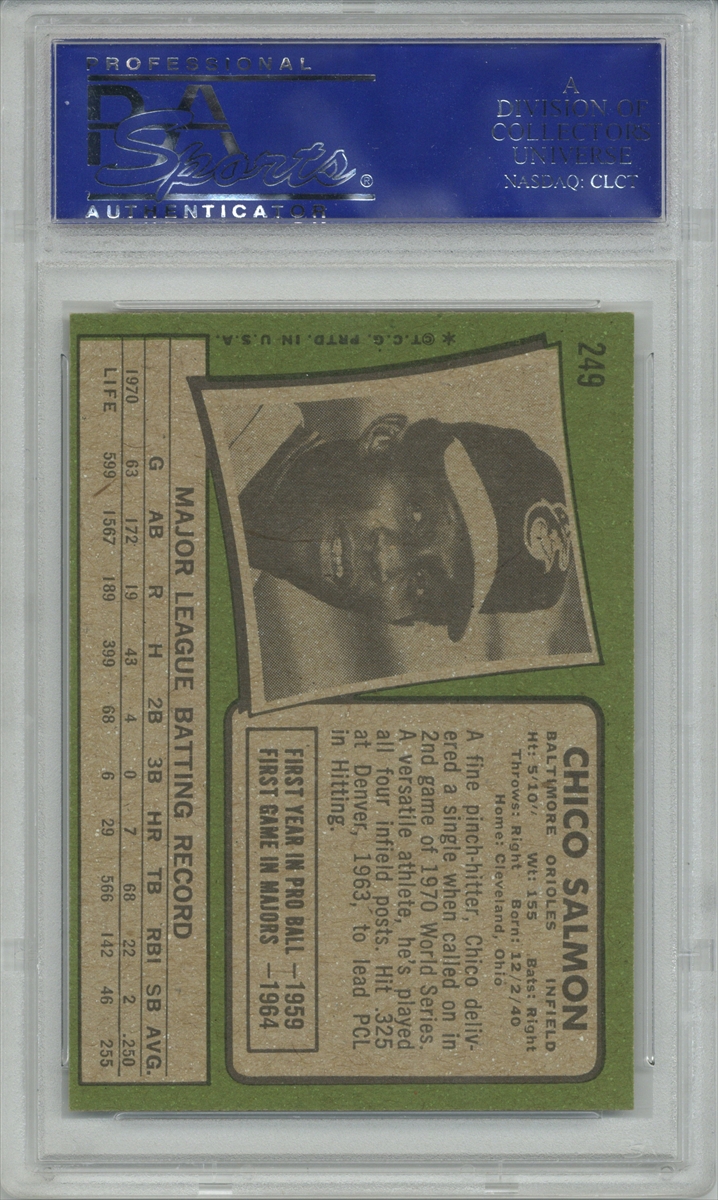 PROFESSIONAL
PSA
Sports®
AUTHENTICATOR
A
DIVISION OF
COLLECTORS
UNIVERSE
NASDAQ: CLCT
249
✱©T.C.G. PRTD. IN U.S.A.
CHICO SALMON
BALTIMORE ORIOLES INFIELD
Ht: 5/10" Wt: 155 Bats: Right
Throws: Right Born: 12/2/40
Home: Cleveland, Ohio
A fine pinch-hitter, Chico deliv-
ered a single when called on in
2nd game of 1970 World Series.
A versatile athlete, he's played
all four infield posts. Hit .325
at Denver, 1963, to lead PCL
in Hitting.
FIRST YEAR IN PRO BALL —1959
FIRST GAME IN MAJORS —1964
MAJOR LEAGUE BATTING RECORD
G AB R H 2B 3B HR TB RBI SB AVG.
1970 63 172 19 43 4 0 7 68 22 2 .250
LIFE 599 1567 189 399 68 6 29 566 142 46 255